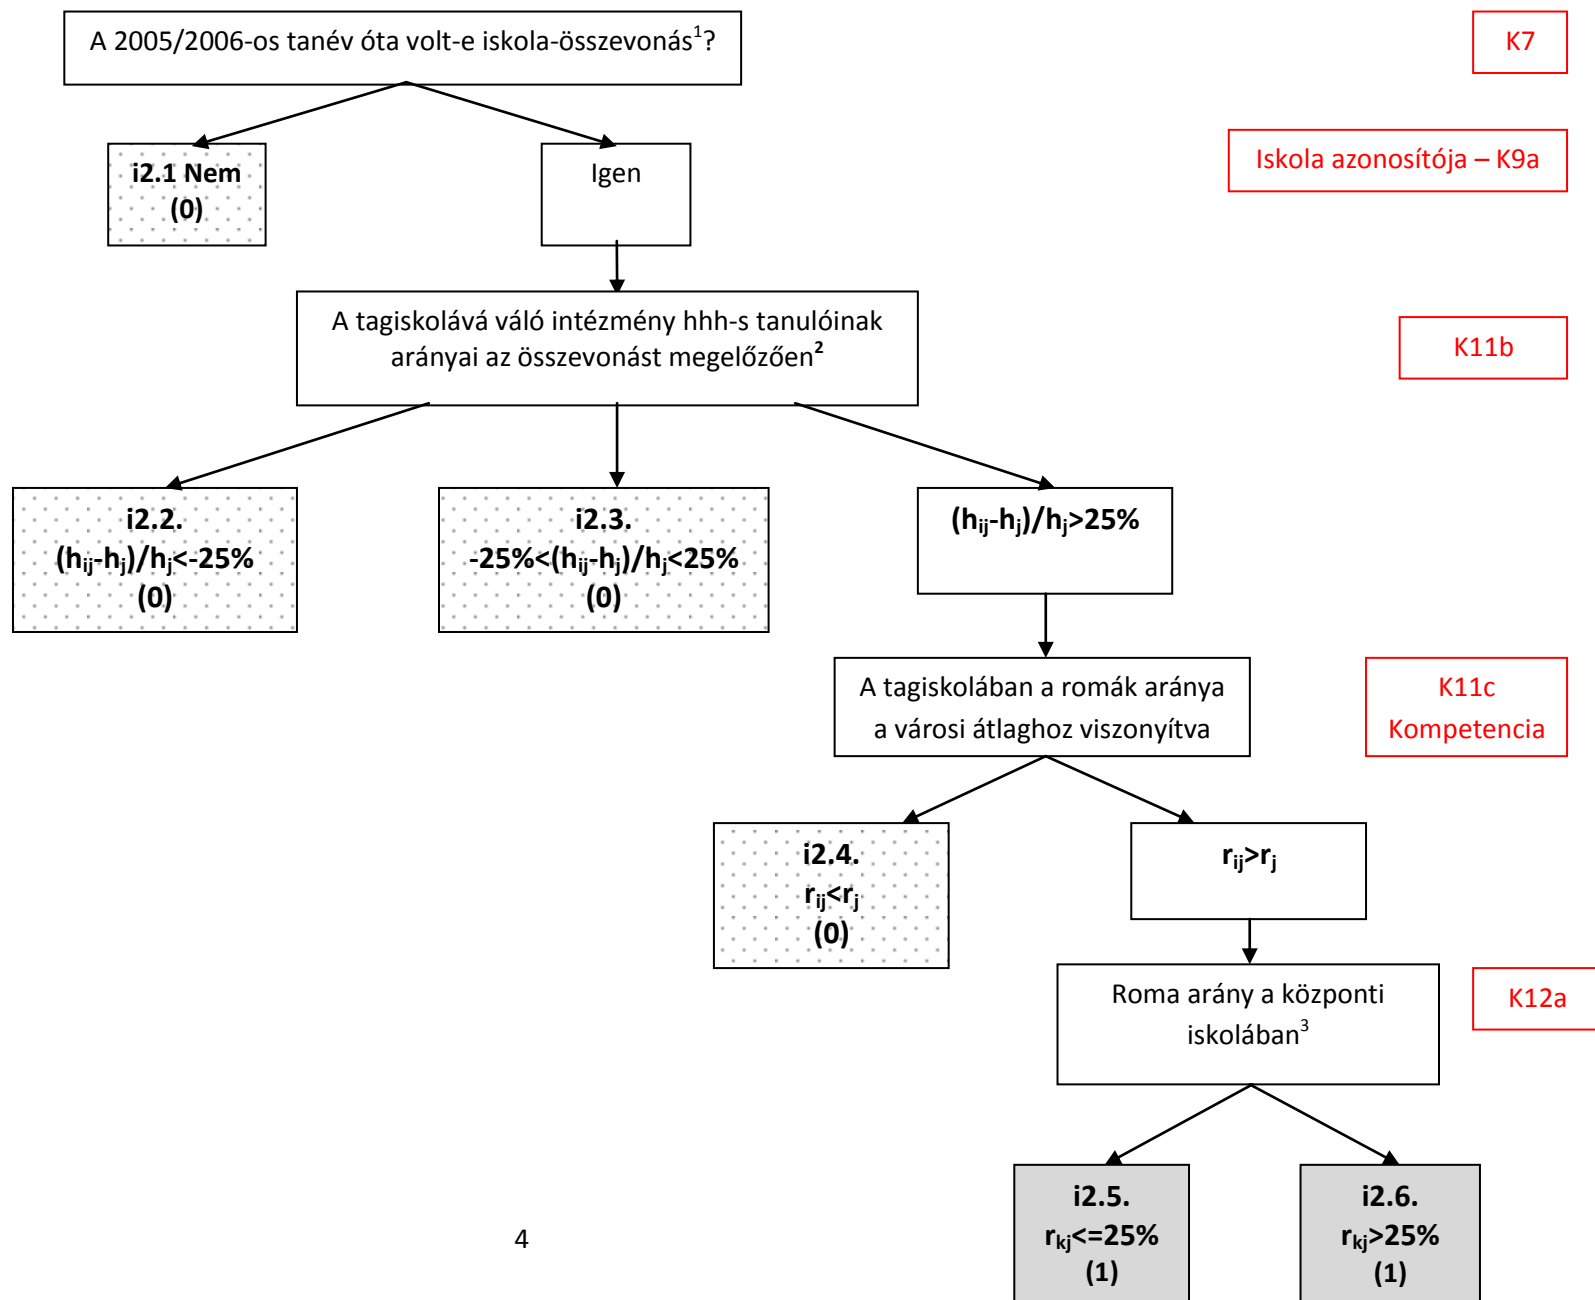 A 2005/2006-os tanév óta volt-e iskola-összevonás¹?
K7
i2.1 Nem
(0)
Igen
Iskola azonosítója – K9a
A tagiskolává váló intézmény hhh-s tanulóinak
arányai az összevonást megelőzően²
K11b
i2.2.
(hij-hj)/hj<-25%
(0)
i2.3.
-25%<(hij-hj)/hj<25%
(0)
(hij-hj)/hj>25%
A tagiskolában a romák aránya
a városi átlaghoz viszonyítva
K11c
Kompetencia
i2.4.
rij<rj
(0)
rij>rj
Roma arány a központi
iskolában³
K12a
i2.5.
rkj<=25%
(1)
i2.6.
rkj>25%
(1)
4